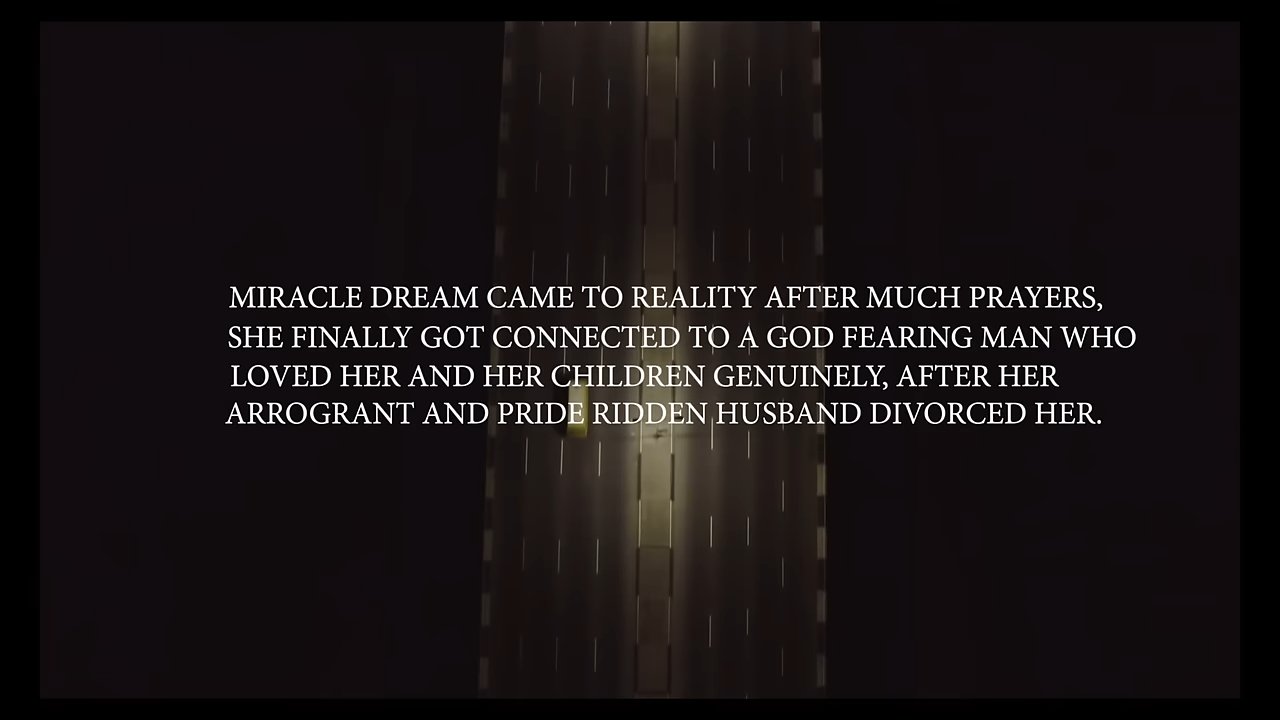 MIRACLE DREAM CAME TO REALITY AFTER MUCH PRAYERS,
SHE FINALLY GOT CONNECTED TO A GOD FEARING MAN WHO
LOVED HER AND HER CHILDREN GENUINELY, AFTER HER
ARROGRANT AND PRIDE RIDDEN HUSBAND DIVORCED HER.